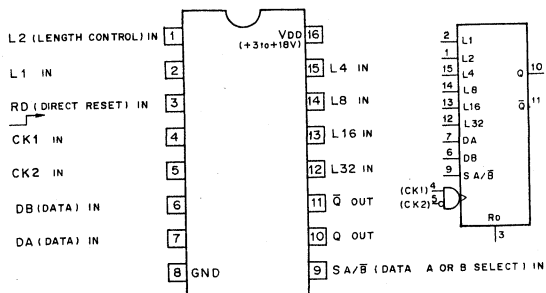 L2 (LENGTH CONTROL) IN
1
L1 IN
2
RD (DIRECT RESET) IN
3
CK1 IN
4
CK2 IN
5
DB (DATA) IN
6
DA (DATA) IN
7
8
GND
VDD
(+3to+18V)
16
15
L4 IN
14
L8 IN
13
L16 IN
12
L32 IN
11
Q̅ OUT
10
Q OUT
9
S A/B̅ (DATA A OR B SELECT) IN
2 L1
1 L2
15 L4
14 L8
13 L16
12 L32
7 DA
6 DB
9 S A/B̅
(CK1) 4
(CK2) 5
Q 10
Q̅ 11
RD
3